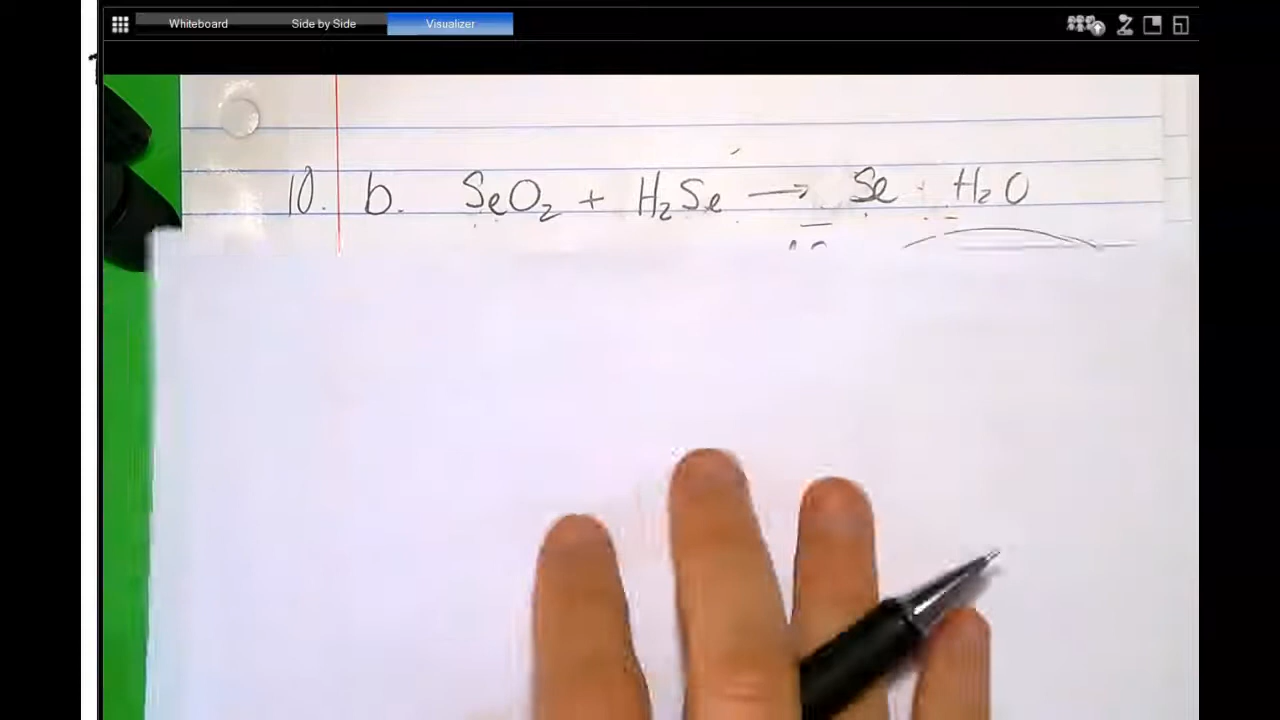 Whiteboard Side by Side Visualizer
10. b. SeO₂ + H₂Se → Se H₂O